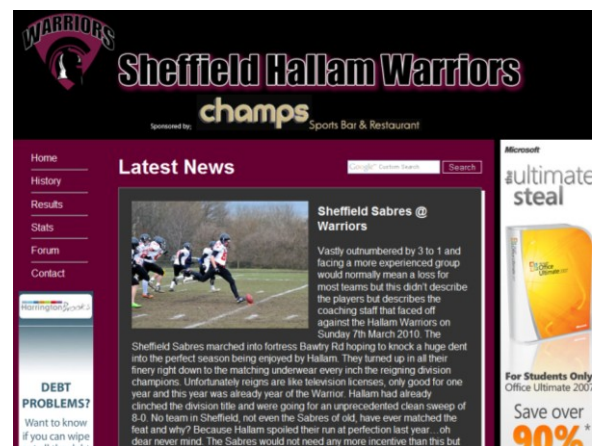 WARRIORS
Sheffield Hallam Warriors
Sponsored by;
champs
Sports Bar & Restaurant
Home
History
Results
Stats
Forum
Contact
Latest News
Google™ Custom Search
Search
Sheffield Sabres @
Warriors
Vastly outnumbered by 3 to 1 and
facing a more experienced group
would normally mean a loss for
most teams but this didn't describe
the players but describes the
coaching staff that faced off
against the Hallam Warriors on
Sunday 7th March 2010. The
Sheffield Sabres marched into fortress Bawtry Rd hoping to knock a huge dent
into the perfect season being enjoyed by Hallam. They turned up in all their
finery right down to the matching underwear every inch the reigning division
champions. Unfortunately reigns are like television licenses, only good for one
year and this year was already year of the Warrior. Hallam had already
clinched the division title and were going for an unprecedented clean sweep of
8-0. No team in Sheffield, not even the Sabres of old, have ever matched the
feat and why? Because Hallam spoiled their run at perfection last year... oh
dear never mind. The Sabres would not need any more incentive than this but
Harrington Brooks
DEBT
PROBLEMS?
Want to know
if you can wipe
Microsoft
the ultimate
steal
Office
Ultimate 2007
For Students Only
Office Ultimate 2007
Save over
90%*